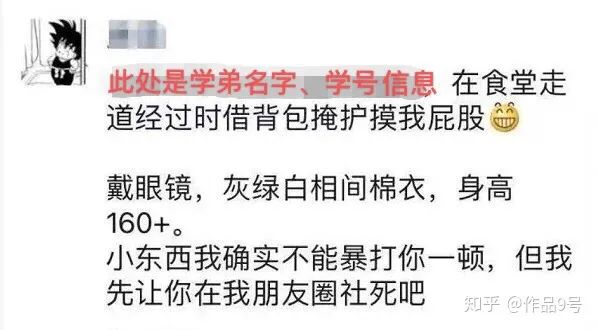 此处是学弟名字、学号信息 在食堂走
道经过时借背包掩护摸我屁股😁
戴眼镜，灰绿白相间棉衣，身高
160+。
小东西我确实不能暴打你一顿，但我
先让你在我朋友圈社死吧
知乎 @作品9号